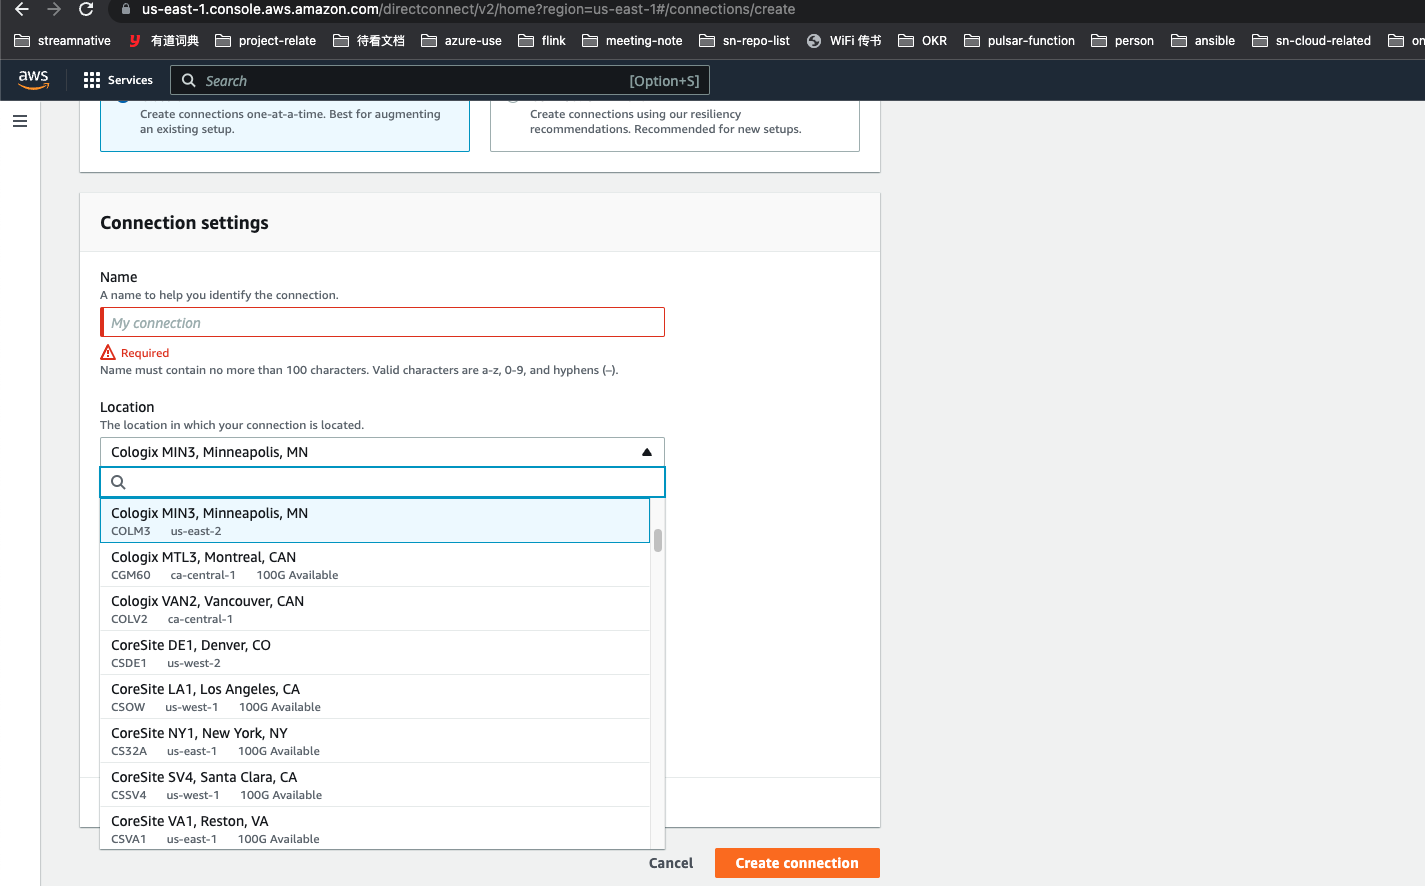 us-east-1.console.aws.amazon.com/directconnect/v2/home?region=us-east-1#/connections/create
streamnative 有道词典 project-relate 待看文档 azure-use flink meeting-note sn-repo-list WiFi 传书 OKR pulsar-function person ansible sn-cloud-related on
aws Services Search [Option+S]
Create connections one-at-a-time. Best for augmenting
an existing setup.
Create connections using our resiliency
recommendations. Recommended for new setups.
Connection settings
Name
A name to help you identify the connection.
My connection
Required
Name must contain no more than 100 characters. Valid characters are a-z, 0-9, and hyphens (–).
Location
The location in which your connection is located.
Cologix MIN3, Minneapolis, MN
Cologix MIN3, Minneapolis, MN
COLM3 us-east-2
Cologix MTL3, Montreal, CAN
CGM60 ca-central-1 100G Available
Cologix VAN2, Vancouver, CAN
COLV2 ca-central-1
CoreSite DE1, Denver, CO
CSDE1 us-west-2
CoreSite LA1, Los Angeles, CA
CSOW us-west-1 100G Available
CoreSite NY1, New York, NY
CS32A us-east-1 100G Available
CoreSite SV4, Santa Clara, CA
CSSV4 us-west-1 100G Available
CoreSite VA1, Reston, VA
CSVA1 us-east-1 100G Available
Cancel Create connection